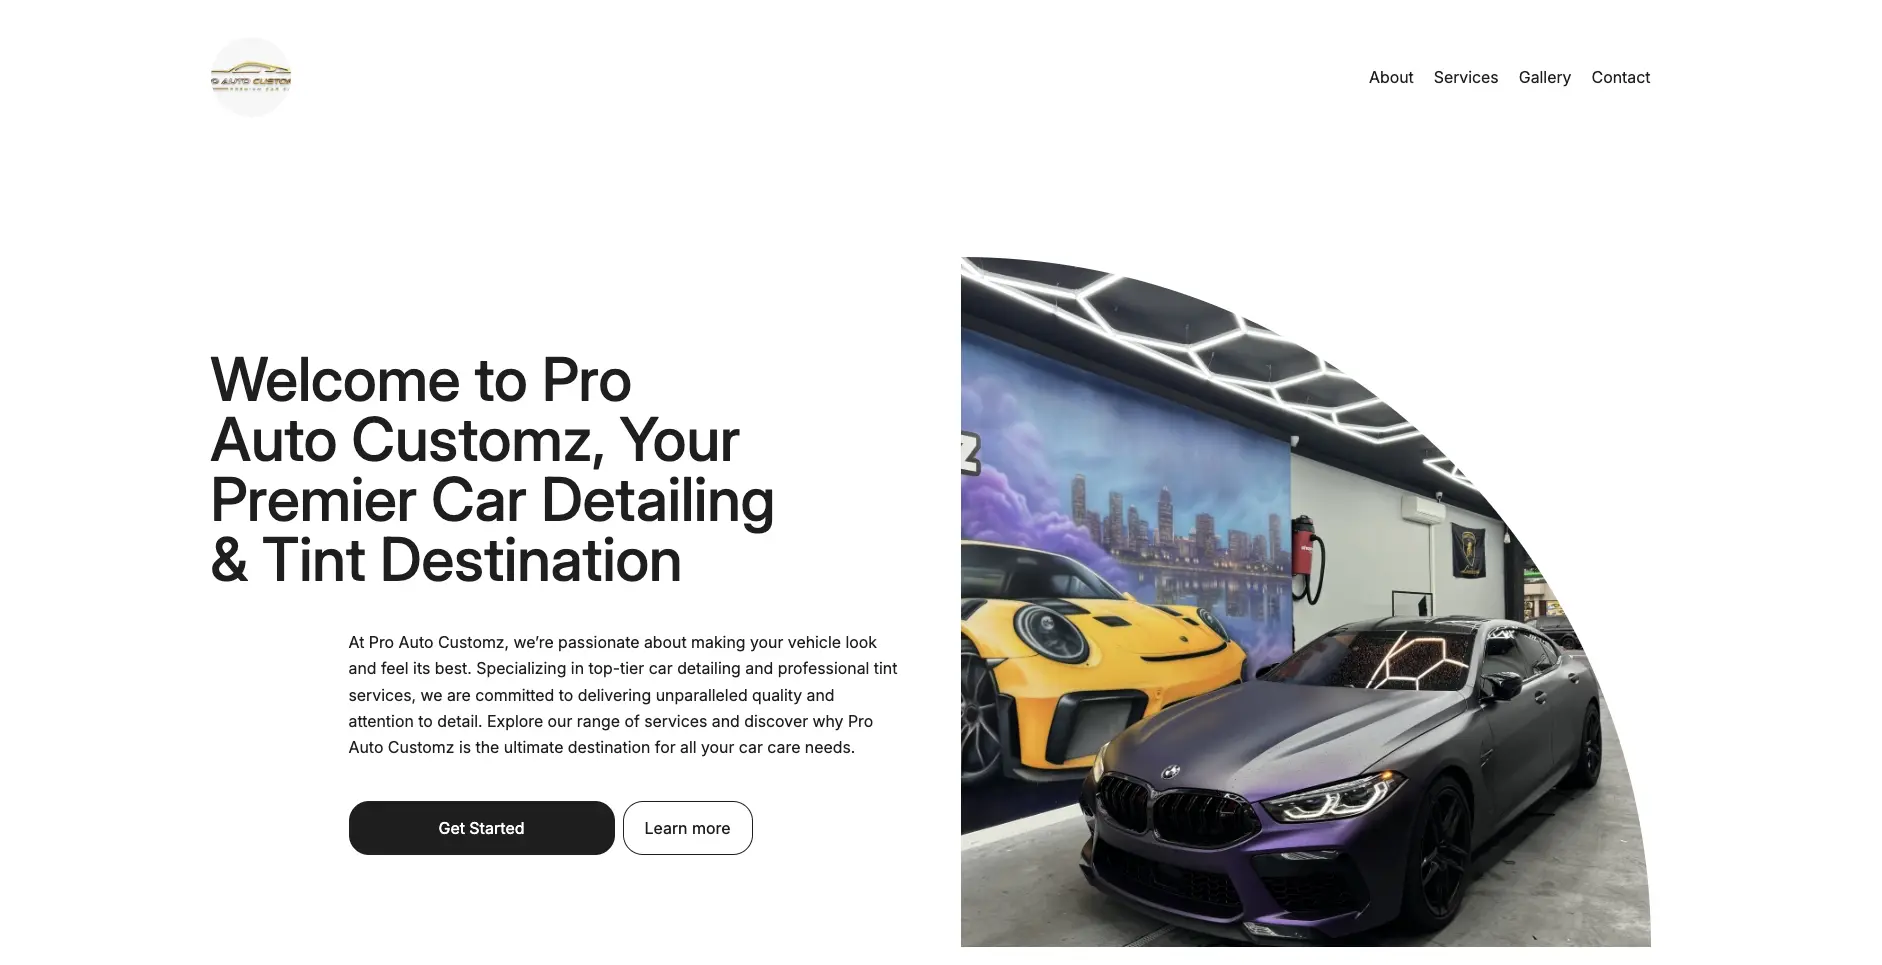 AUTO CUSTO
PREMIUM CAR
About Services Gallery Contact
Welcome to Pro
Auto Customz, Your
Premier Car Detailing
& Tint Destination
At Pro Auto Customz, we’re passionate about making your vehicle look
and feel its best. Specializing in top-tier car detailing and professional tint
services, we are committed to delivering unparalleled quality and
attention to detail. Explore our range of services and discover why Pro
Auto Customz is the ultimate destination for all your car care needs.
Get Started
Learn more
Z